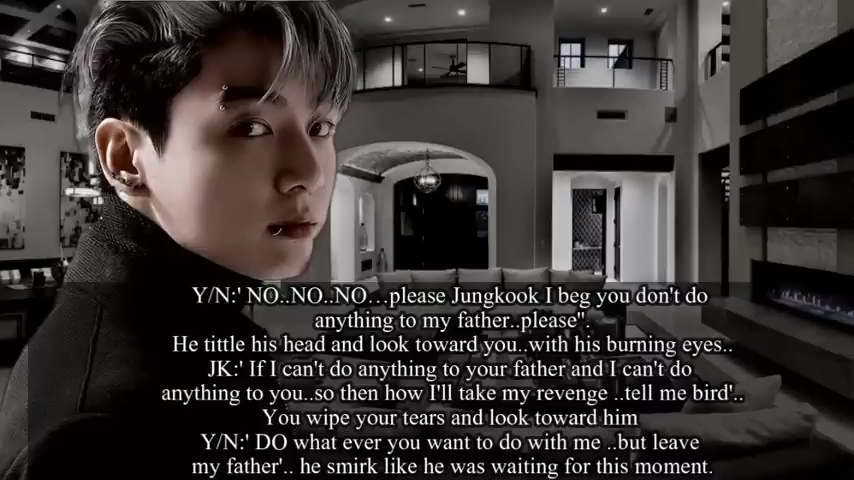 Y/N:' NO..NO..NO…please Jungkook I beg you don't do
anything to my father..please".
He tittle his head and look toward you..with his burning eyes..
JK:' If I can't do anything to your father and I can't do
anything to you..so then how I'll take my revenge ..tell me bird'..
You wipe your tears and look toward him
Y/N:' DO what ever you want to do with me ..but leave
my father'.. he smirk like he was waiting for this moment.